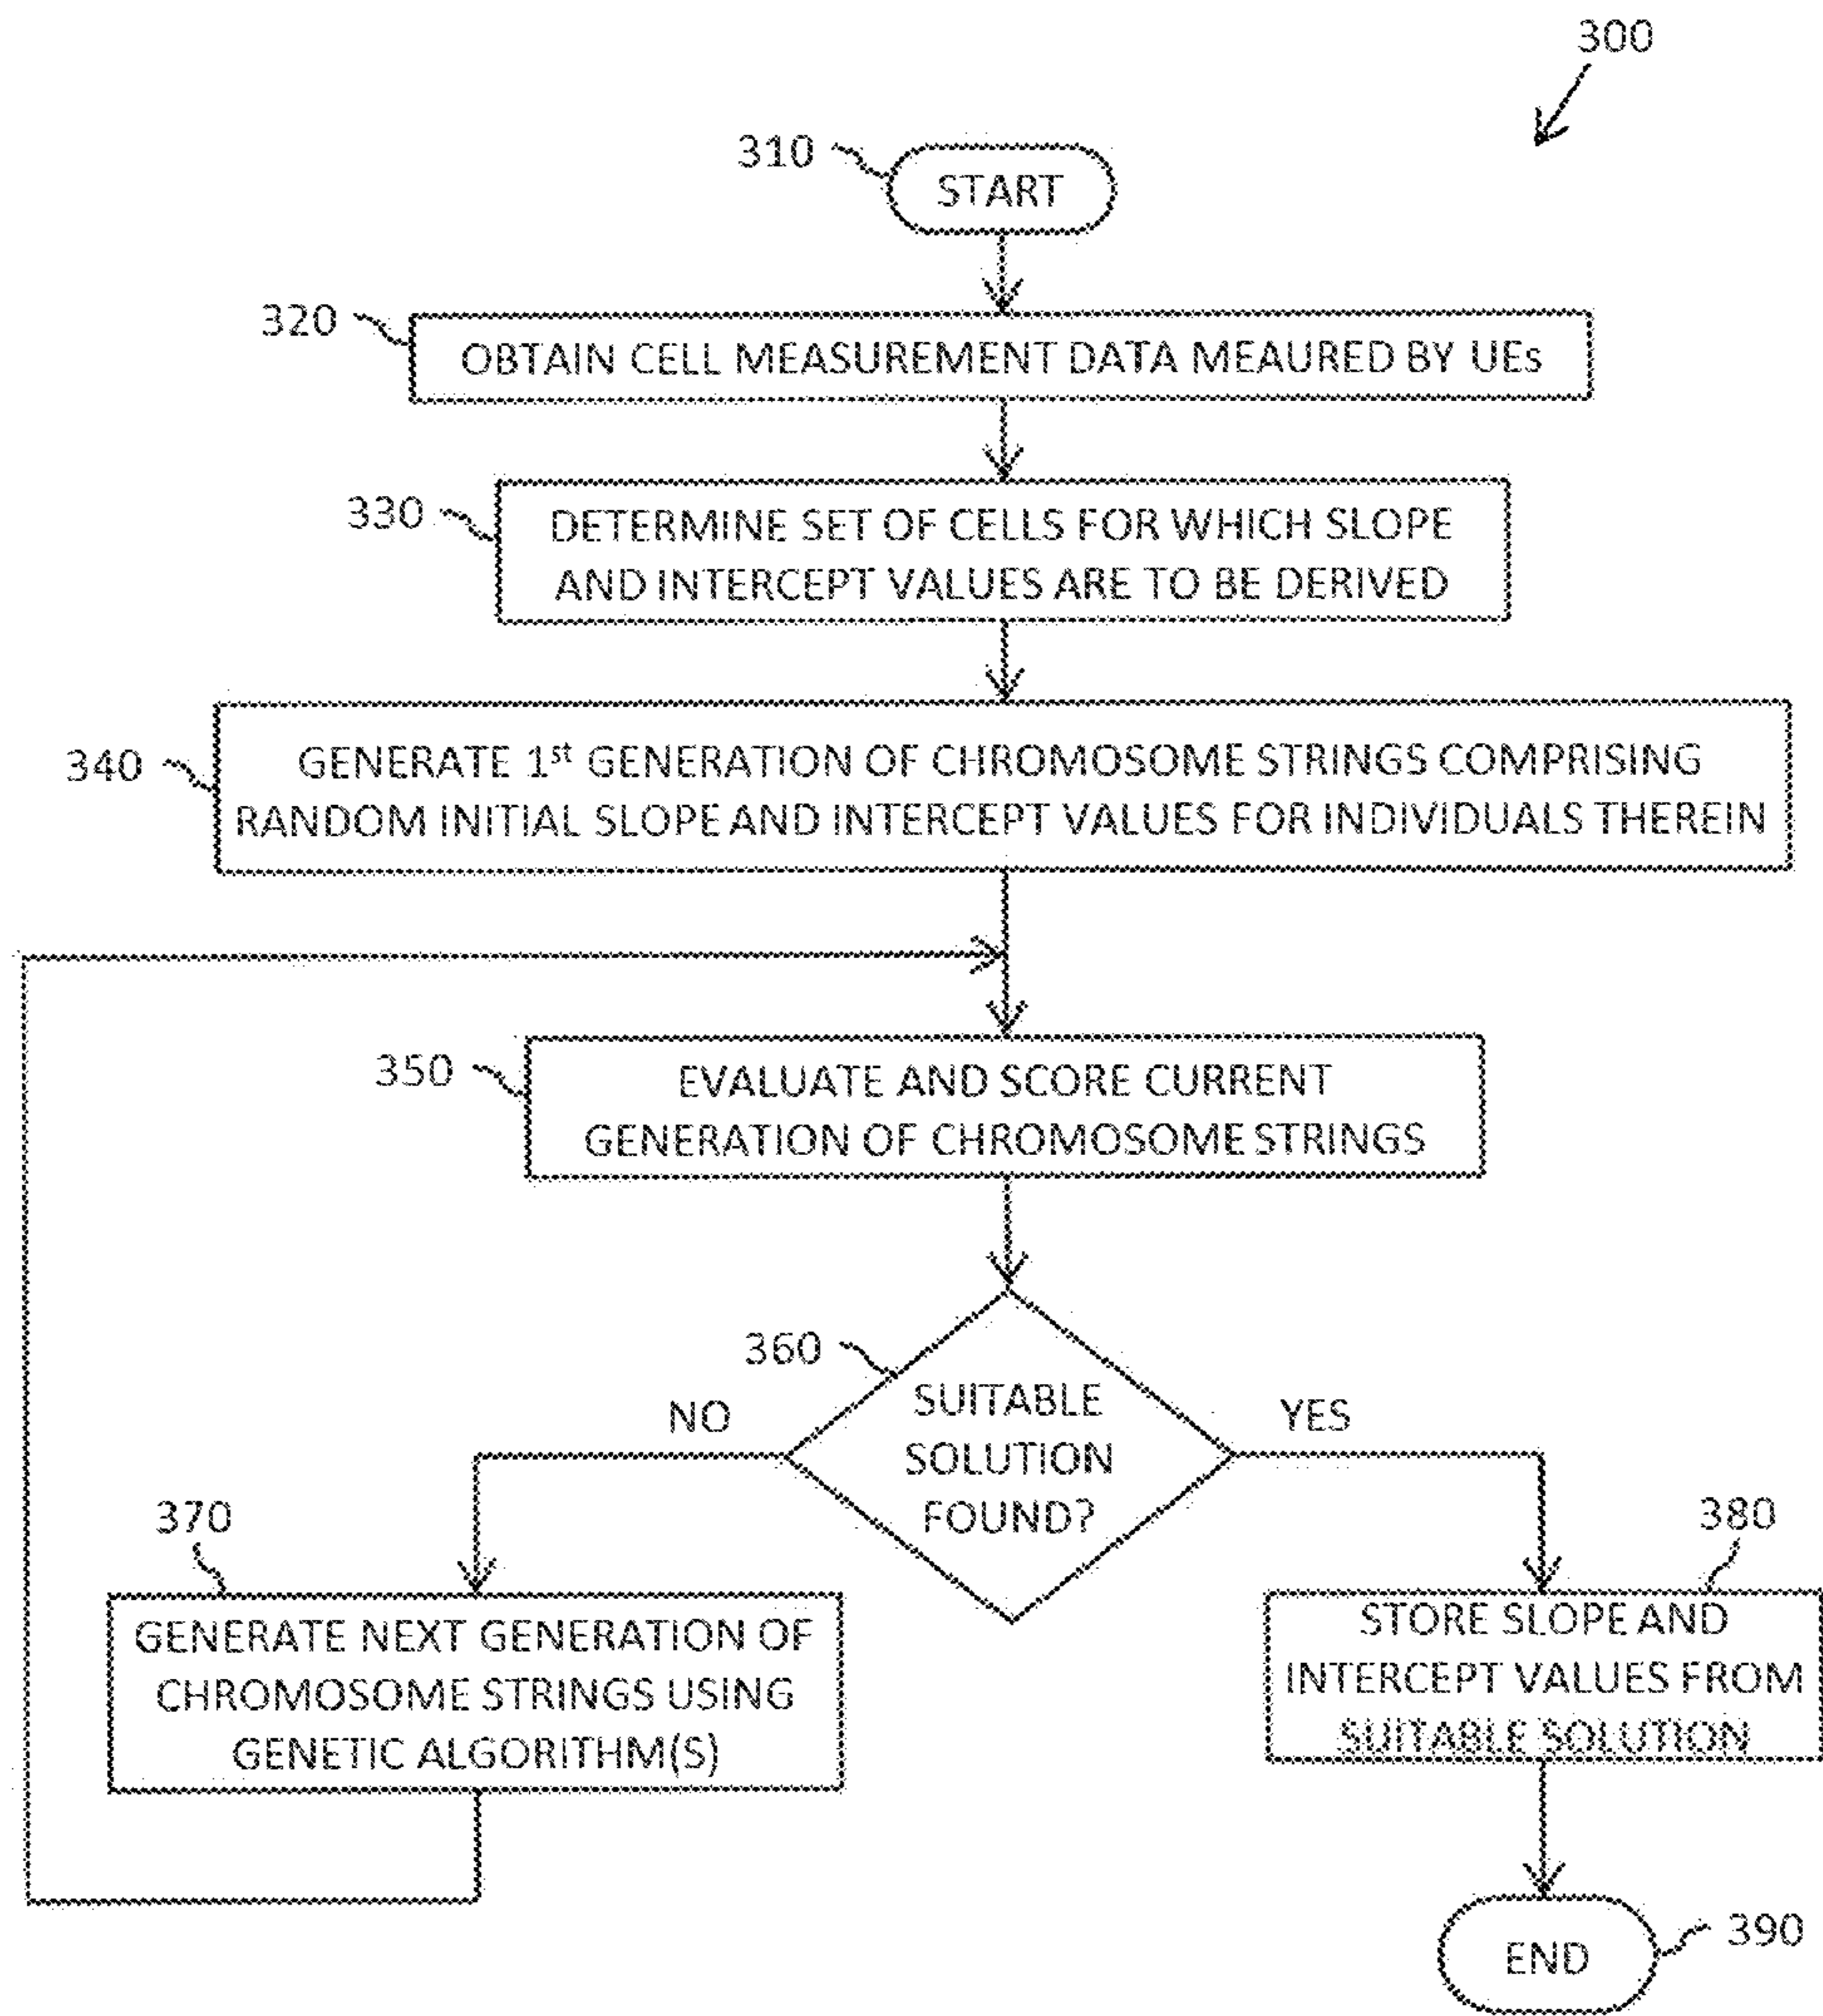 300
310
START
320
OBTAIN CELL MEASUREMENT DATA MEAURED BY UEs
330
DETERMINE SET OF CELLS FOR WHICH SLOPE
AND INTERCEPT VALUES ARE TO BE DERIVED
340
GENERATE 1st GENERATION OF CHROMOSOME STRINGS COMPRISING
RANDOM INITIAL SLOPE AND INTERCEPT VALUES FOR INDIVIDUALS THEREIN
350
EVALUATE AND SCORE CURRENT
GENERATION OF CHROMOSOME STRINGS
360
SUITABLE
SOLUTION
FOUND?
NO
YES
370
GENERATE NEXT GENERATION OF
CHROMOSOME STRINGS USING
GENETIC ALGORITHM(S)
380
STORE SLOPE AND
INTERCEPT VALUES FROM
SUITABLE SOLUTION
END
390